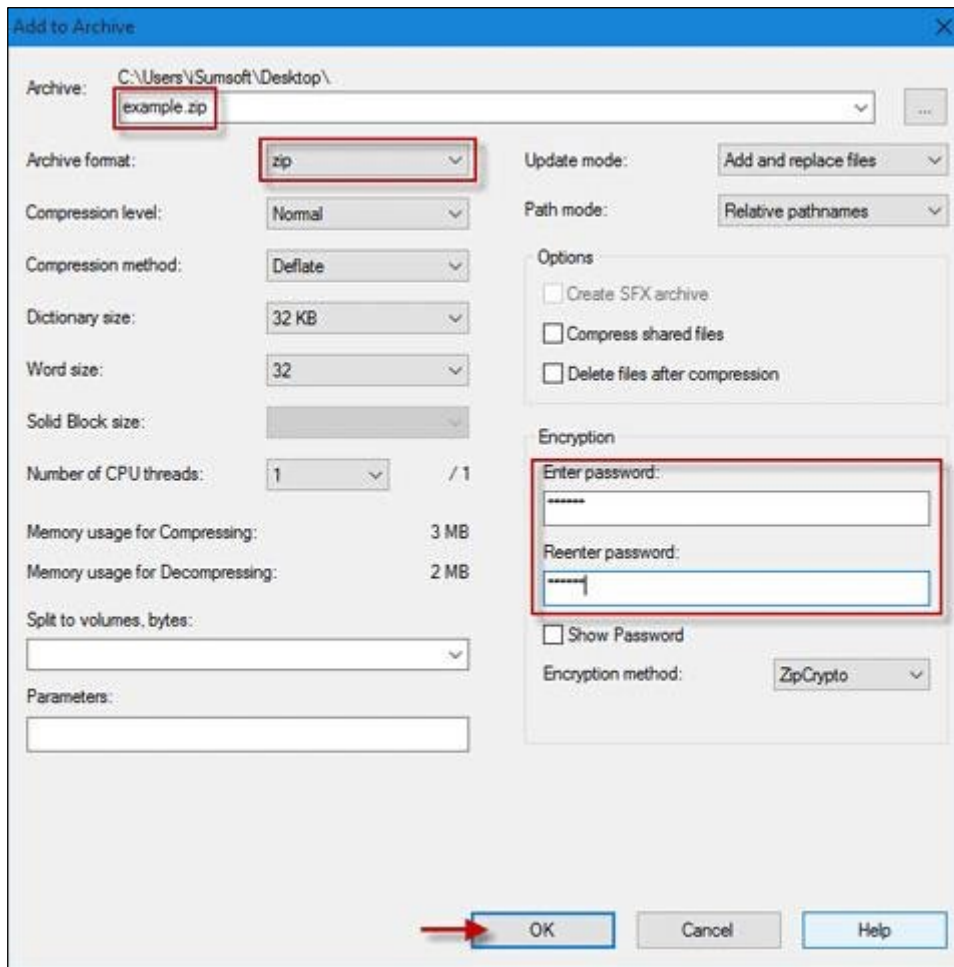 Add to Archive
Archive:
C:\Users\iSumsoft\Desktop\
example.zip
...
Archive format:
zip
Compression level:
Normal
Compression method:
Deflate
Dictionary size:
32 KB
Word size:
32
Solid Block size:
Number of CPU threads:
1
/ 1
Memory usage for Compressing:
3 MB
Memory usage for Decompressing:
2 MB
Split to volumes, bytes:
Parameters:
Update mode:
Add and replace files
Path mode:
Relative pathnames
Options
Create SFX archive
Compress shared files
Delete files after compression
Encryption
Enter password:
Reenter password:
Show Password
Encryption method:
ZipCrypto
OK
Cancel
Help